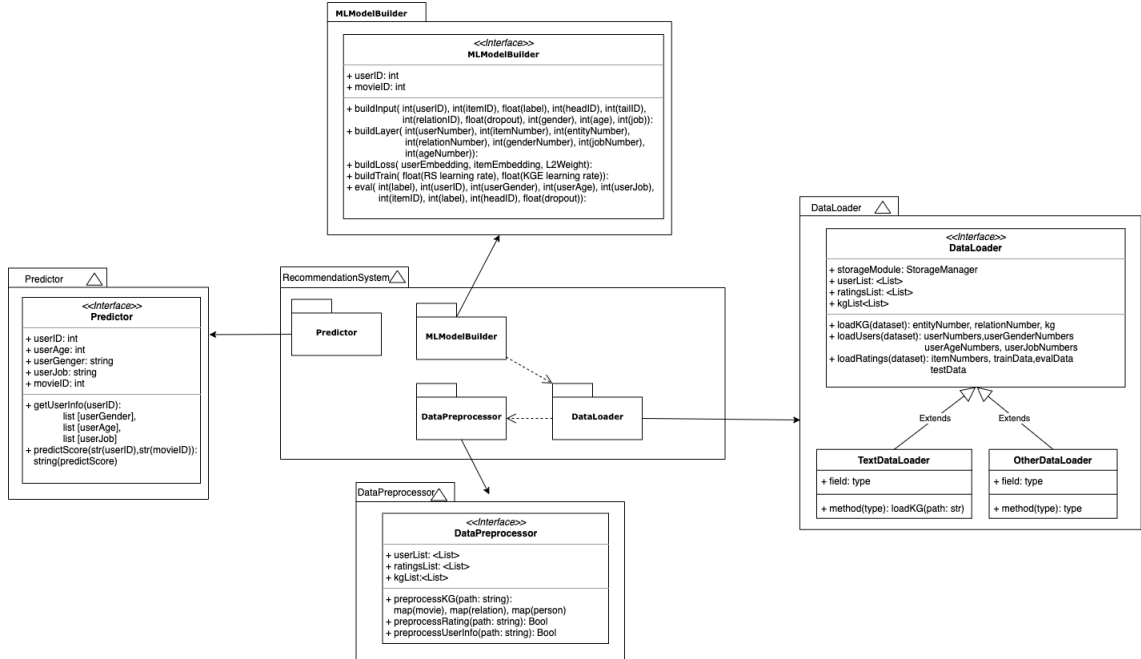 MLModelBuilder
<<Interface>>
MLModelBuilder
+ userID: int
+ movieID: int
+ buildInput( int(userID), int(itemID), float(label), int(headID), int(tailID),
int(relationID), float(dropout), int(gender), int(age), int(job)):
+ buildLayer( int(userNumber), int(itemNumber), int(entityNumber),
int(relationNumber), int(genderNumber), int(jobNumber),
int(ageNumber)):
+ buildLoss( userEmbedding, itemEmbedding, L2Weight):
+ buildTrain( float(RS learning rate), float(KGE learning rate)):
+ eval( int(label), int(userID), int(userGender), int(userAge), int(userJob),
int(itemID), int(label), int(headID), float(dropout)):
Predictor
<<Interface>>
Predictor
+ userID: int
+ userAge: int
+ userGenger: string
+ userJob: string
+ movieID: int
+ getUserInfo(userID):
list [userGender],
list [userAge],
list [userJob]
+ predictScore(str(userID),str(movieID)):
string(predictScore)
RecommendationSystem
Predictor
MLModelBuilder
DataPreprocessor
DataLoader
DataLoader
<<Interface>>
DataLoader
+ storageModule: StorageManager
+ userList: <List>
+ ratingsList: <List>
+ kgList<List>
+ loadKG(dataset): entityNumber, relationNumber, kg
+ loadUsers(dataset): userNumbers,userGenderNumbers
userAgeNumbers, userJobNumbers
+ loadRatings(dataset): itemNumbers, trainData,evalData
testData
Extends
Extends
TextDataLoader
+ field: type
+ method(type): loadKG(path: str)
OtherDataLoader
+ field: type
+ method(type): type
DataPreprocessor
<<Interface>>
DataPreprocessor
+ userList: <List>
+ ratingsList: <List>
+ kgList:<List>
+ preprocessKG(path: string):
map(movie), map(relation), map(person)
+ preprocessRating(path: string): Bool
+ preprocessUserInfo(path: string): Bool